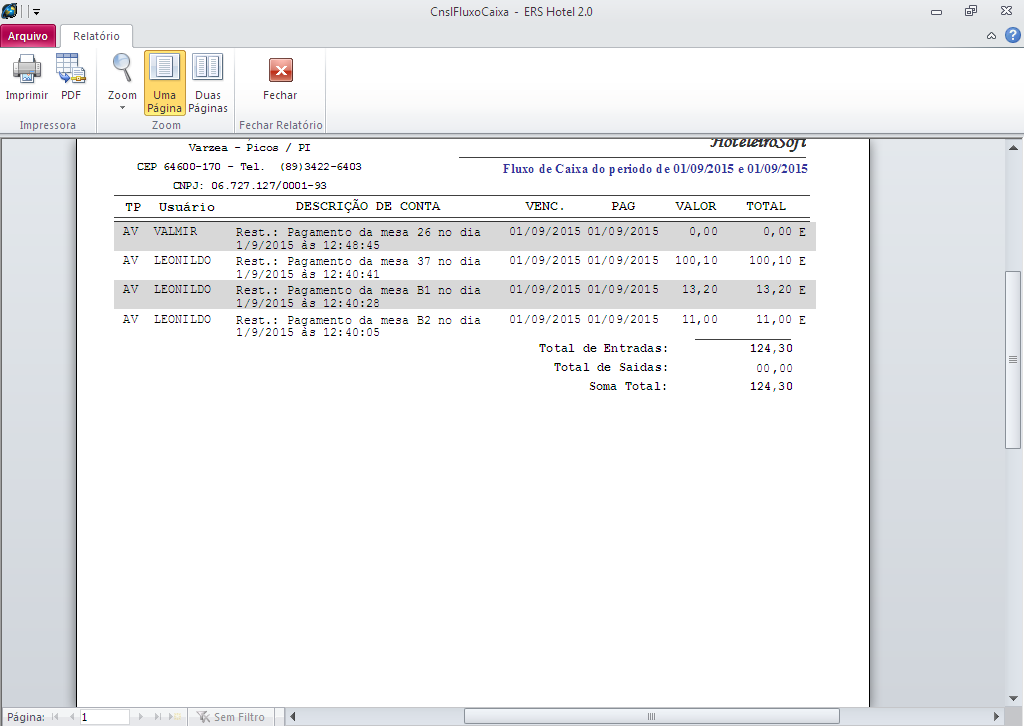 CnslFluxoCaixa - ERS Hotel 2.0
Arquivo
Relatório
Imprimir
PDF
Zoom
Uma
Página
Duas
Páginas
Fechar
Impressora
Zoom
Fechar Relatório
HoteleiroSoft
Varzea - Picos / PI
CEP 64600-170 - Tel. (89)3422-6403
Fluxo de Caixa do periodo de 01/09/2015 e 01/09/2015
CNPJ: 06.727.127/0001-93
TP Usuário DESCRIÇÃO DE CONTA VENC. PAG VALOR TOTAL
AV VALMIR Rest.: Pagamento da mesa 26 no dia 01/09/2015 01/09/2015 0,00 0,00 E
1/9/2015 às 12:48:45
AV LEONILDO Rest.: Pagamento da mesa 37 no dia 01/09/2015 01/09/2015 100,10 100,10 E
1/9/2015 às 12:40:41
AV LEONILDO Rest.: Pagamento da mesa B1 no dia 01/09/2015 01/09/2015 13,20 13,20 E
1/9/2015 às 12:40:28
AV LEONILDO Rest.: Pagamento da mesa B2 no dia 01/09/2015 01/09/2015 11,00 11,00 E
1/9/2015 às 12:40:05
Total de Entradas: 124,30
Total de Saidas: 00,00
Soma Total: 124,30
Página: 1 Sem Filtro